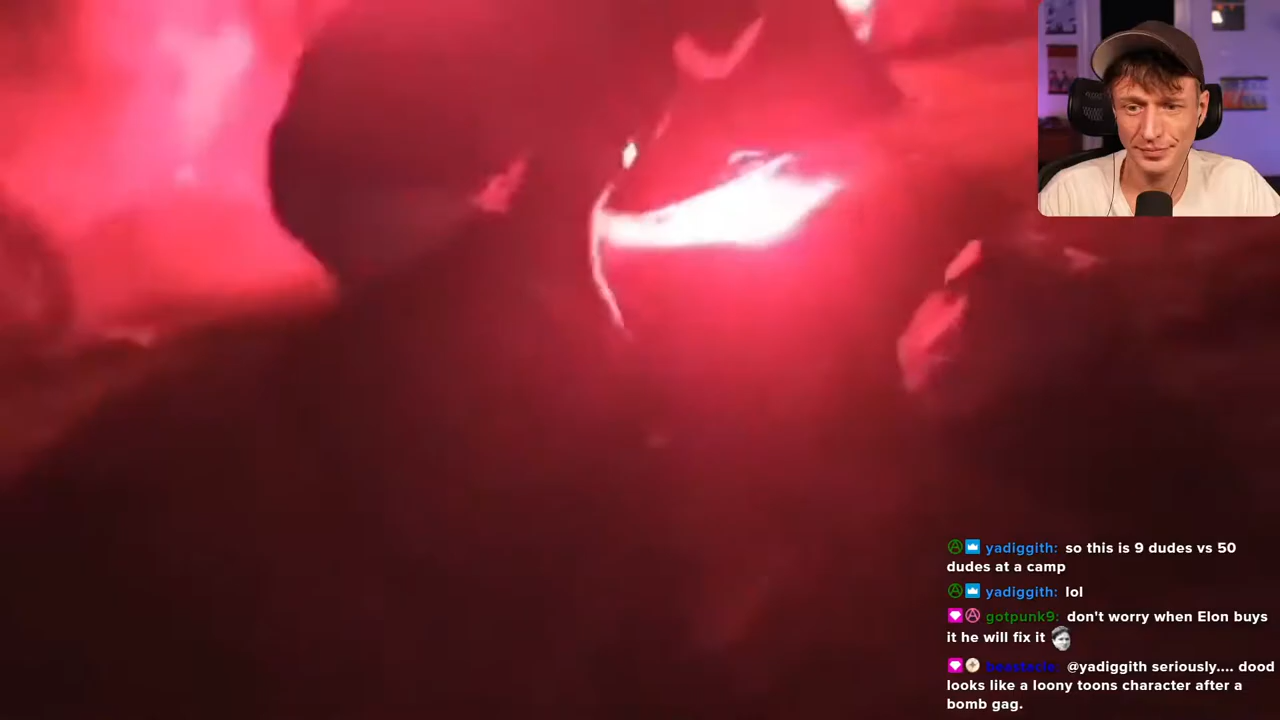 yadiggith: so this is 9 dudes vs 50
dudes at a camp
yadiggith: lol
gotpunk9: don't worry when Elon buys
it he will fix it
@yadiggith seriously.... dood
looks like a loony toons character after a
bomb gag.